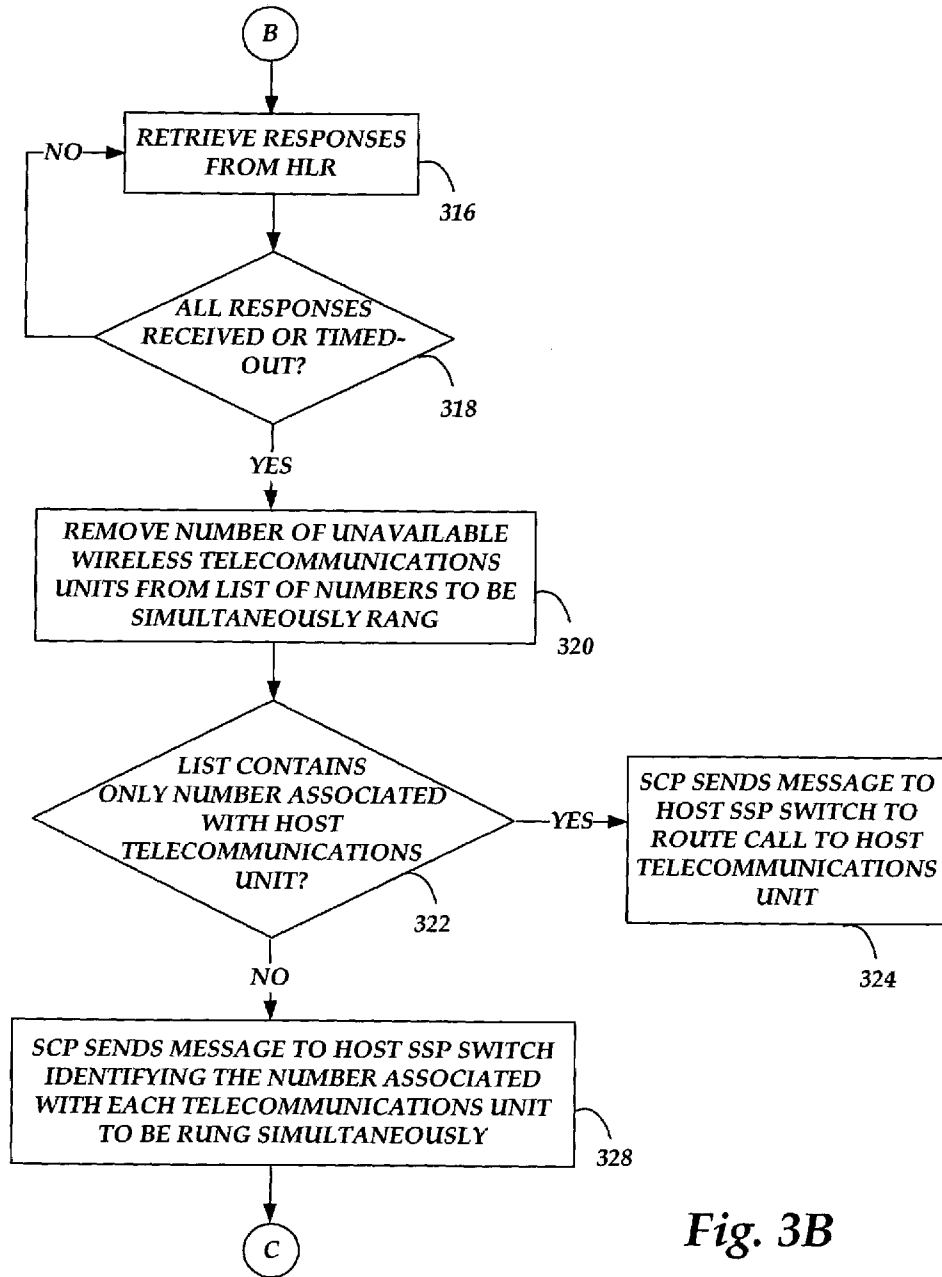 B
RETRIEVE RESPONSES
FROM HLR
NO
316
ALL RESPONSES
RECEIVED OR TIMED-
OUT?
318
YES
REMOVE NUMBER OF UNAVAILABLE
WIRELESS TELECOMMUNICATIONS
UNITS FROM LIST OF NUMBERS TO BE
SIMULTANEOUSLY RANG
320
LIST CONTAINS
ONLY NUMBER ASSOCIATED
WITH HOST
TELECOMMUNICATIONS
UNIT?
322
YES
SCP SENDS MESSAGE TO
HOST SSP SWITCH TO
ROUTE CALL TO HOST
TELECOMMUNICATIONS
UNIT
324
NO
SCP SENDS MESSAGE TO HOST SSP SWITCH
IDENTIFYING THE NUMBER ASSOCIATED
WITH EACH TELECOMMUNICATIONS UNIT
TO BE RUNG SIMULTANEOUSLY
328
C
Fig. 3B